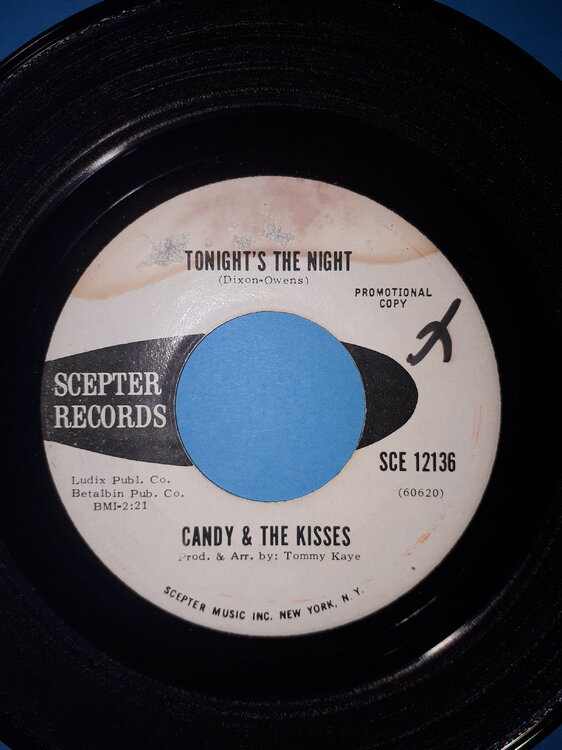 TONIGHT'S THE NIGHT
(Dixon-Owens)
PROMOTIONAL
COPY
X
SCEPTER
RECORDS
SCE 12136
(60620)
Ludix Publ. Co.
Betalbin Pub. Co.
BMI-2:21
CANDY & THE KISSES
Prod. & Arr. by: Tommy Kaye
SCEPTER MUSIC INC. NEW YORK, N.Y.